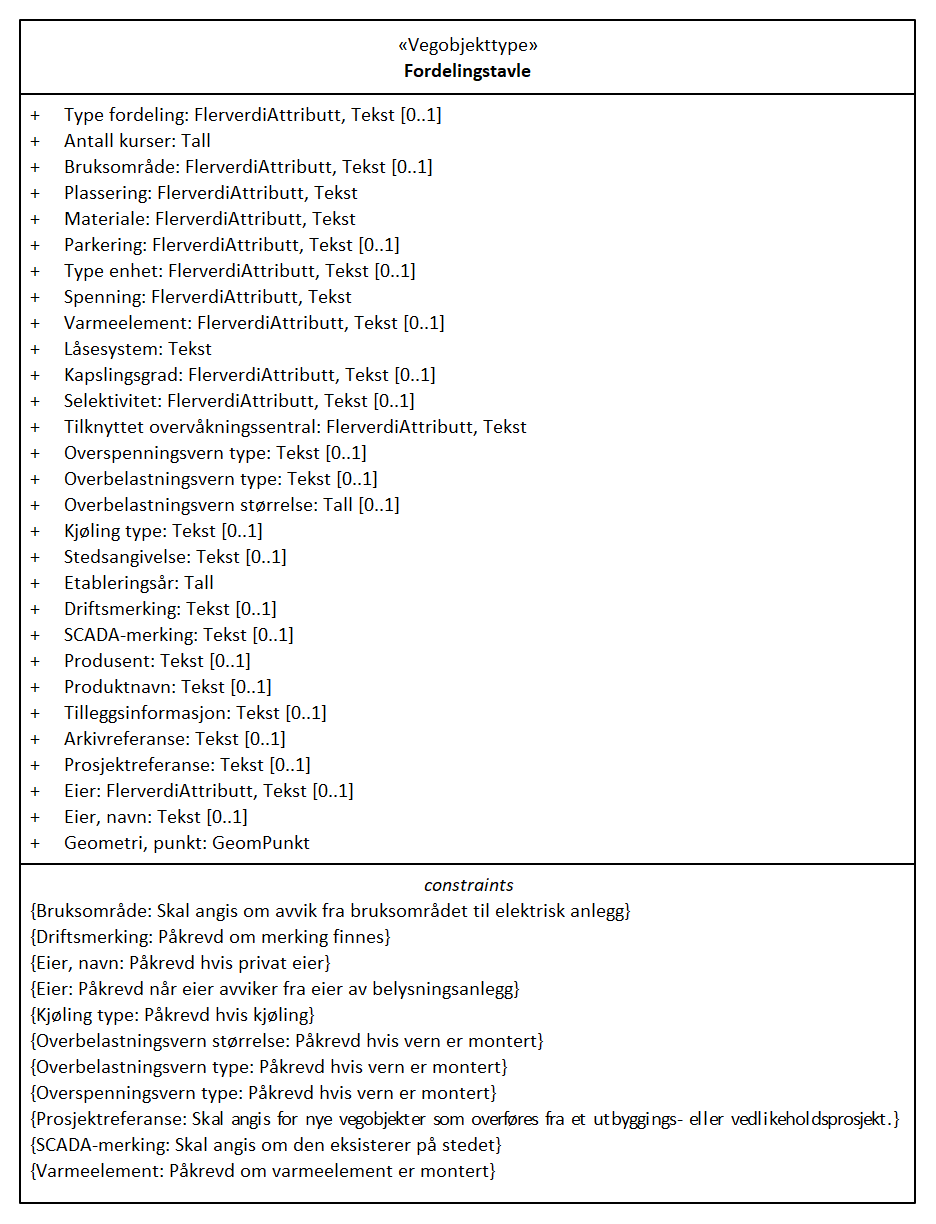 «Vegobjekttype»
Fordelingstavle
+ Type fordeling: FlerverdiAttributt, Tekst [0..1]
+ Antall kurser: Tall
+ Bruksområde: FlerverdiAttributt, Tekst [0..1]
+ Plassering: FlerverdiAttributt, Tekst
+ Materiale: FlerverdiAttributt, Tekst
+ Parkering: FlerverdiAttributt, Tekst [0..1]
+ Type enhet: FlerverdiAttributt, Tekst [0..1]
+ Spenning: FlerverdiAttributt, Tekst
+ Varmeelement: FlerverdiAttributt, Tekst [0..1]
+ Låsesystem: Tekst
+ Kapslingsgrad: FlerverdiAttributt, Tekst [0..1]
+ Selektivitet: FlerverdiAttributt, Tekst [0..1]
+ Tilknyttet overvåkningssentral: FlerverdiAttributt, Tekst
+ Overspenningsvern type: Tekst [0..1]
+ Overbelastningsvern type: Tekst [0..1]
+ Overbelastningsvern størrelse: Tall [0..1]
+ Kjøling type: Tekst [0..1]
+ Stedsangivelse: Tekst [0..1]
+ Etableringsår: Tall
+ Driftsmerking: Tekst [0..1]
+ SCADA-merking: Tekst [0..1]
+ Produsent: Tekst [0..1]
+ Produktnavn: Tekst [0..1]
+ Tilleggsinformasjon: Tekst [0..1]
+ Arkivreferanse: Tekst [0..1]
+ Prosjektreferanse: Tekst [0..1]
+ Eier: FlerverdiAttributt, Tekst [0..1]
+ Eier, navn: Tekst [0..1]
+ Geometri, punkt: GeomPunkt
constraints
{Bruksområde: Skal angis om avvik fra bruksområdet til elektrisk anlegg}
{Driftsmerking: Påkrevd om merking finnes}
{Eier, navn: Påkrevd hvis privat eier}
{Eier: Påkrevd når eier avviker fra eier av belysningsanlegg}
{Kjøling type: Påkrevd hvis kjøling}
{Overbelastningsvern størrelse: Påkrevd hvis vern er montert}
{Overbelastningsvern type: Påkrevd hvis vern er montert}
{Overspenningsvern type: Påkrevd hvis vern er montert}
{Prosjektreferanse: Skal angis for nye vegobjekter som overføres fra et utbyggings- eller vedlikeholdsprosjekt.}
{SCADA-merking: Skal angis om den eksisterer på stedet}
{Varmeelement: Påkrevd om varmeelement er montert}